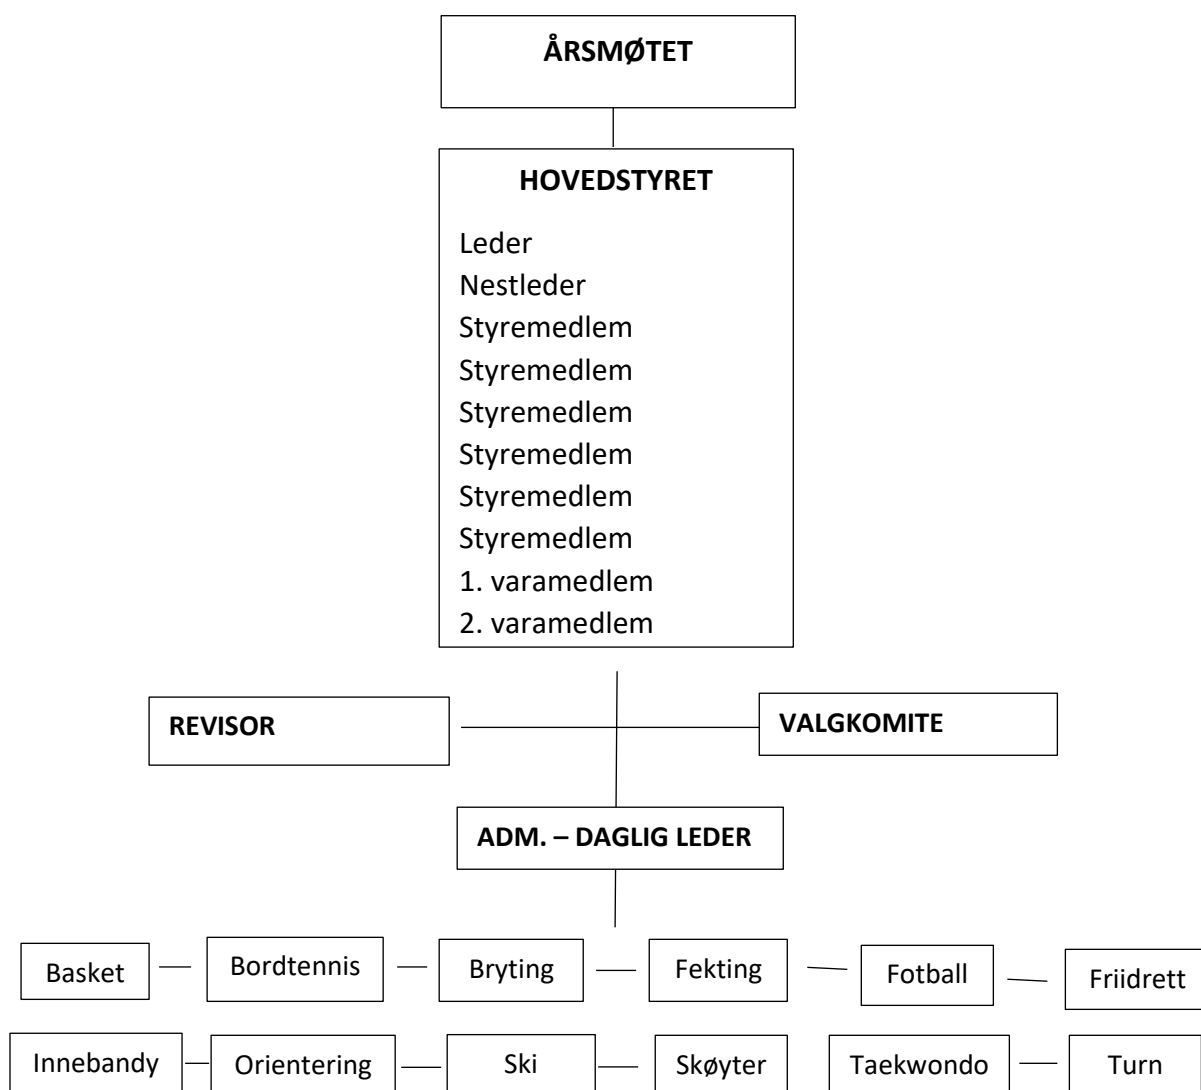 ÅRSMØTET
HOVEDSTYRET
Leder
Nestleder
Styremedlem
Styremedlem
Styremedlem
Styremedlem
Styremedlem
Styremedlem
1. varamedlem
2. varamedlem
REVISOR
VALGKOMITE
ADM. – DAGLIG LEDER
Basket
Bordtennis
Bryting
Fekting
Fotball
Friidrett
Innebandy
Orientering
Ski
Skøyter
Taekwondo
Turn